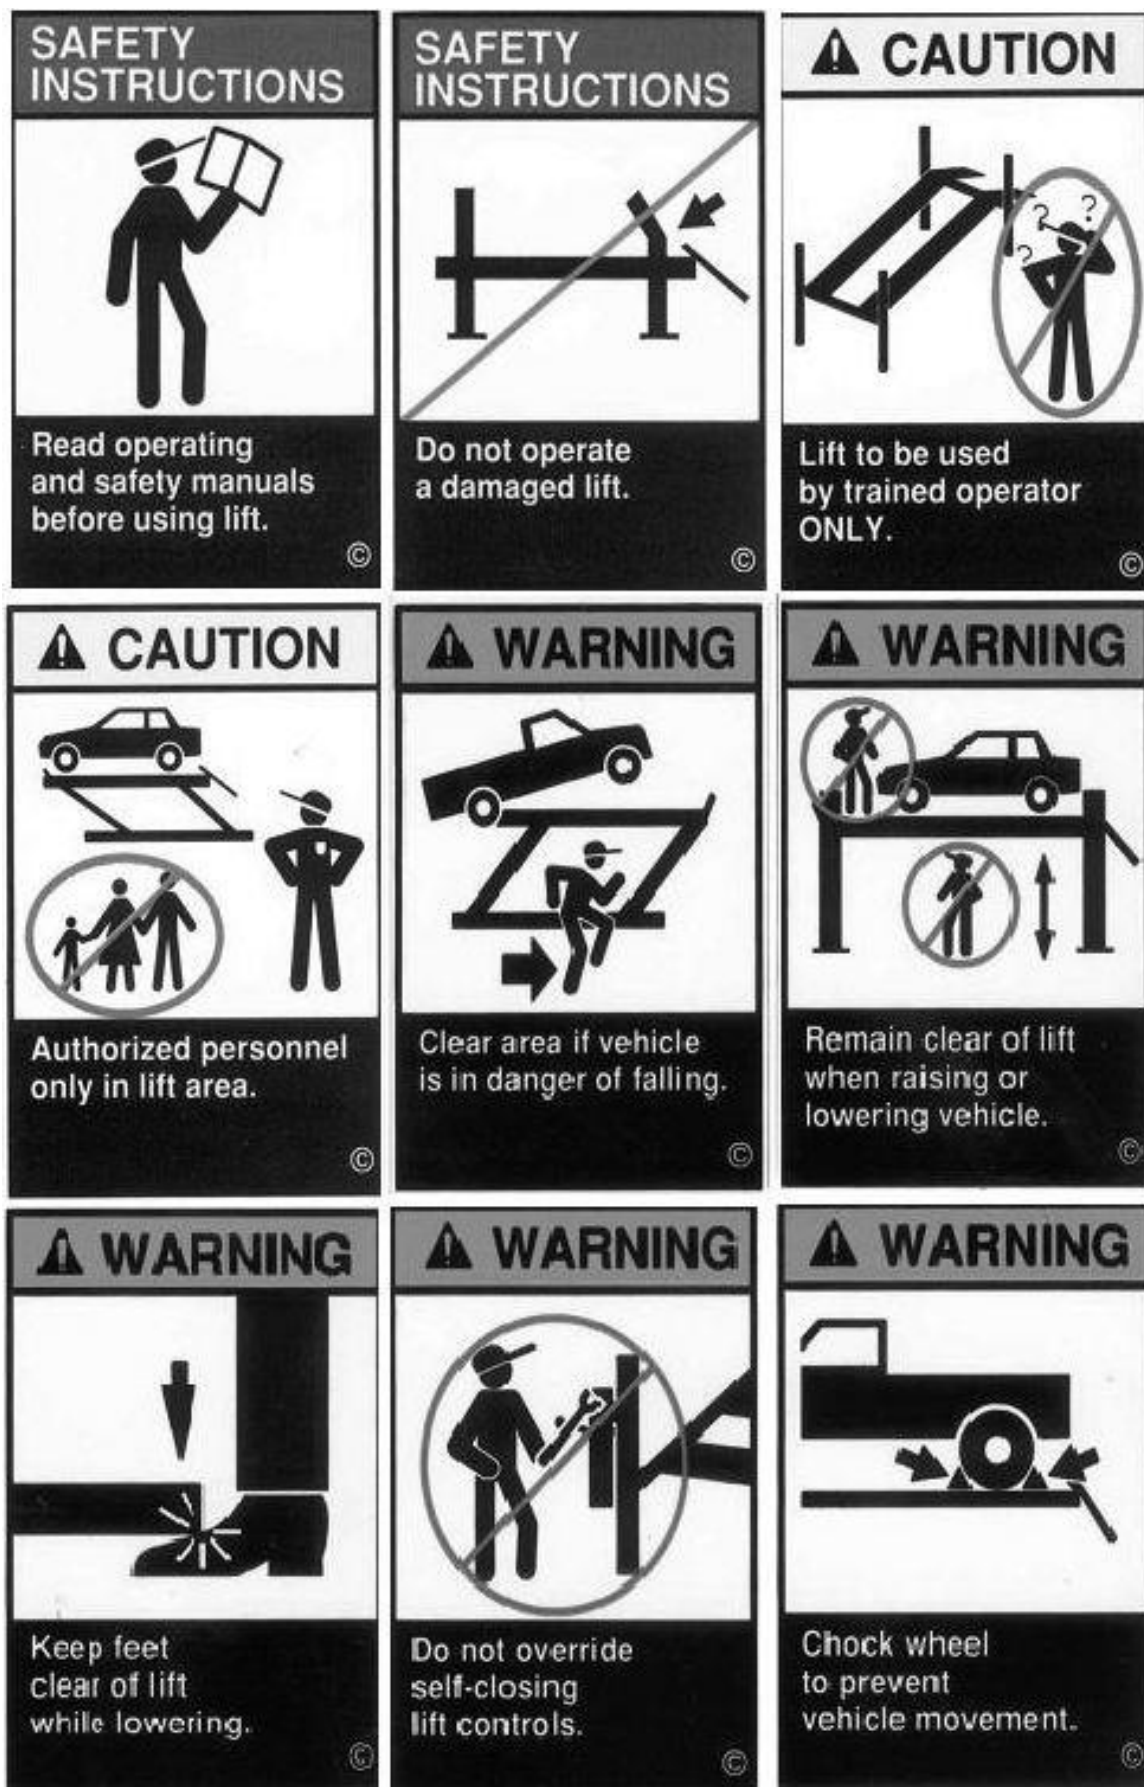 SAFETY
INSTRUCTIONS
Read operating
and safety manuals
before using lift.
©
SAFETY
INSTRUCTIONS
Do not operate
a damaged lift.
©
CAUTION
? ? ?
Lift to be used
by trained operator
ONLY.
©
CAUTION
Authorized personnel
only in lift area.
©
WARNING
Clear area if vehicle
is in danger of falling.
©
WARNING
Remain clear of lift
when raising or
lowering vehicle.
©
WARNING
Keep feet
clear of lift
while lowering.
©
WARNING
Do not override
self-closing
lift controls.
©
WARNING
Chock wheel
to prevent
vehicle movement.
©